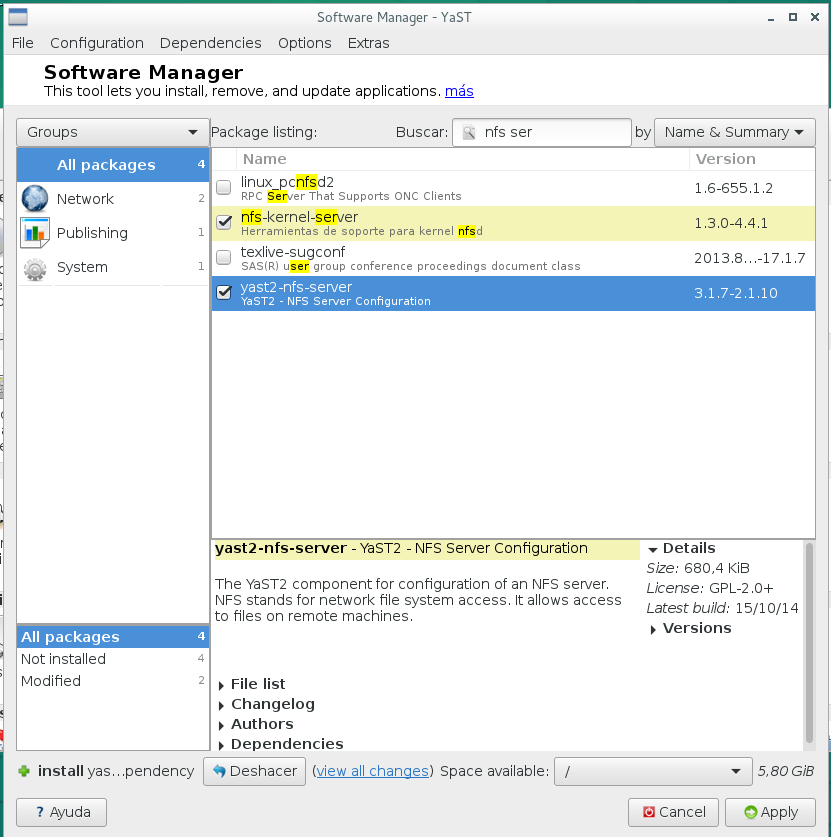 Software Manager - YaST
File Configuration Dependencies Options Extras
Software Manager
This tool lets you install, remove, and update applications. más
Groups
Package listing:
Buscar: nfs ser by Name & Summary
All packages 4
Network 2
Publishing 1
System 1
Name Version
linux_pcnfsd2 1.6-655.1.2
RPC Server That Supports ONC Clients
nfs-kernel-server 1.3.0-4.4.1
Herramientas de soporte para kernel nfsd
texlive-sugconf 2013.8...-17.1.7
SAS(R) user group conference proceedings document class
yast2-nfs-server 3.1.7-2.1.10
YaST2 - NFS Server Configuration
All packages 4
Not installed 4
Modified 2
yast2-nfs-server - YaST2 - NFS Server Configuration
The YaST2 component for configuration of an NFS server.
NFS stands for network file system access. It allows access
to files on remote machines.
File list
Changelog
Authors
Dependencies
Details
Size: 680,4 KiB
License: GPL-2.0+
Latest build: 15/10/14
Versions
install yas...pendency Deshacer (view all changes) Space available: / 5,80 GiB
? Ayuda Cancel Apply